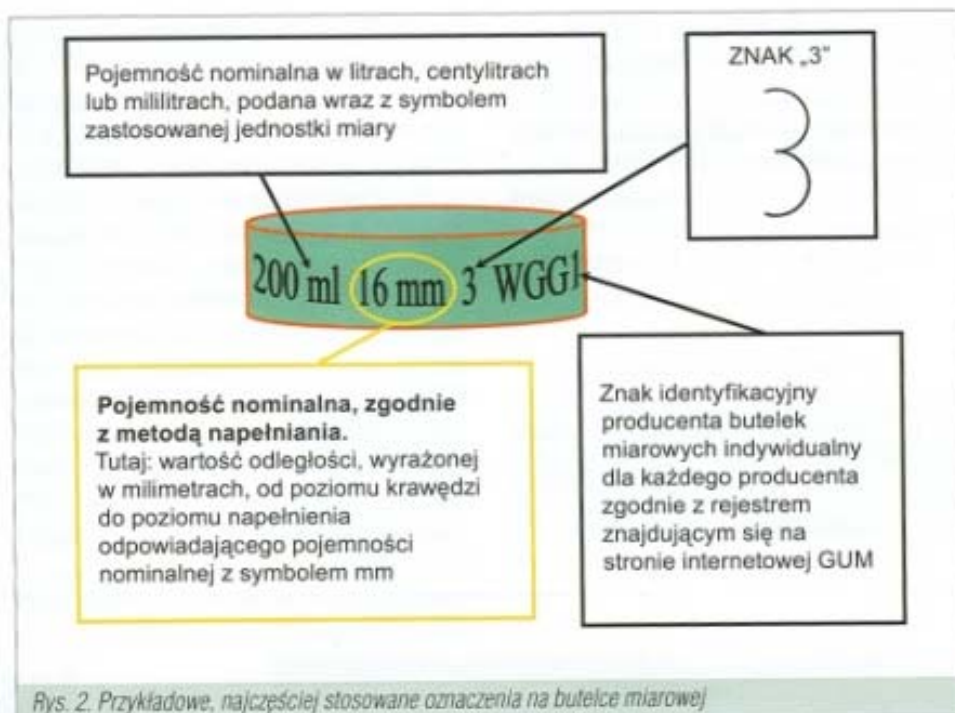 Pojemność nominalna w litrach, centylitrach
lub mililitrach, podana wraz z symbolem
zastosowanej jednostki miary
ZNAK „3”
3
200 ml 16 mm 3 WGG1
Pojemność nominalna, zgodnie
z metodą napełniania.
Tutaj: wartość odległości, wyrażonej
w milimetrach, od poziomu krawędzi
do poziomu napełnienia
odpowiadającego pojemności
nominalnej z symbolem mm
Znak identyfikacyjny
producenta butelek
miarowych indywidualny
dla każdego producenta
zgodnie z rejestrem
znajdującym się na
stronie internetowej GUM
Rys. 2. Przykładowe, najczęściej stosowane oznaczenia na butelce miarowej